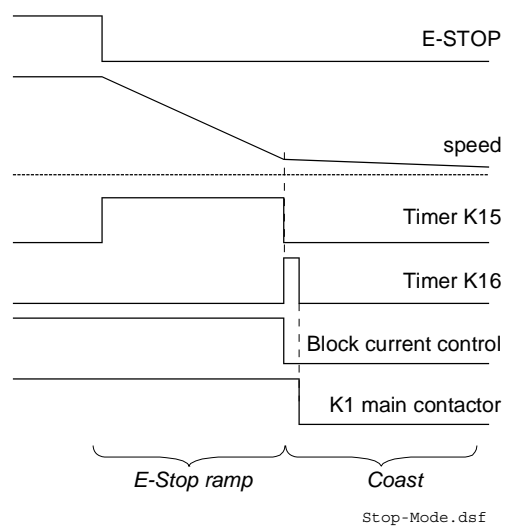 E-STOP
speed
Timer K15
Timer K16
Block current control
K1 main contactor
E-Stop ramp Coast
Stop-Mode.dsf